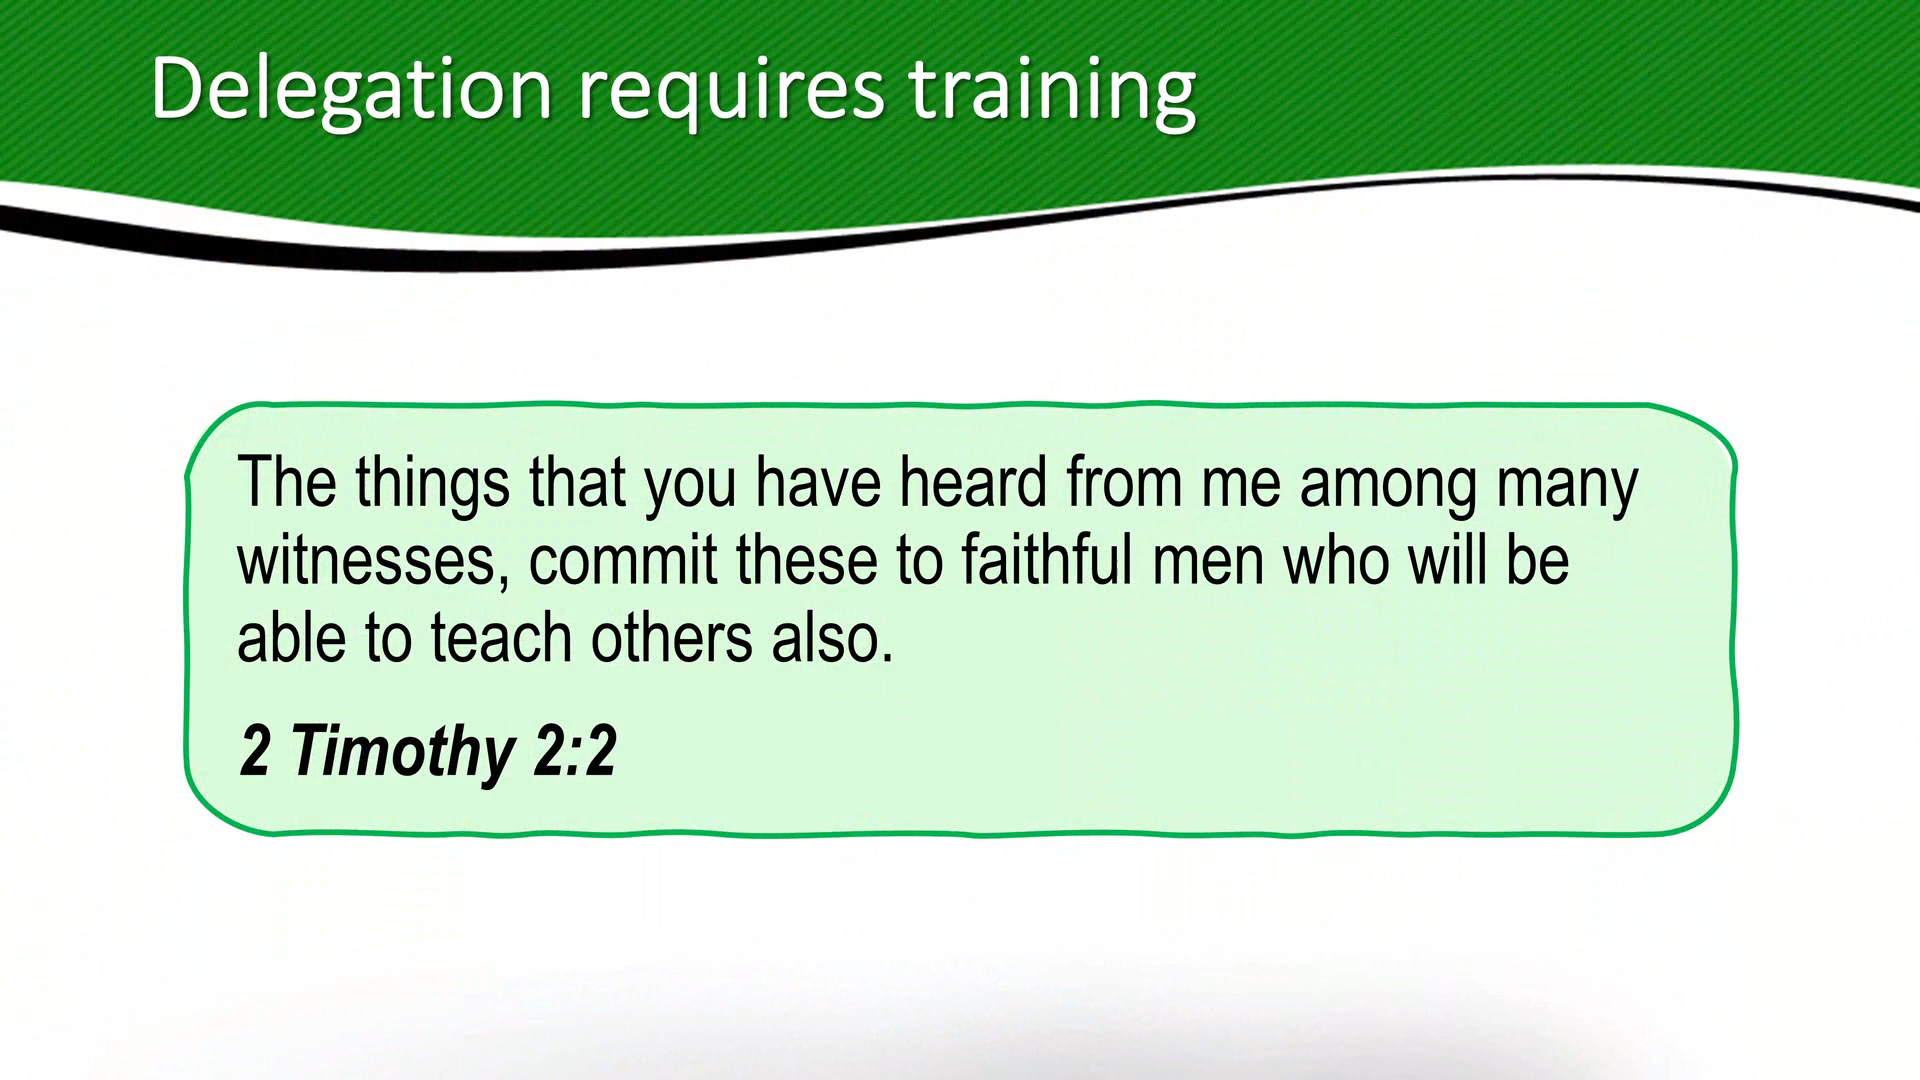 Delegation requires training
The things that you have heard from me among many
witnesses, commit these to faithful men who will be
able to teach others also.
2 Timothy 2:2